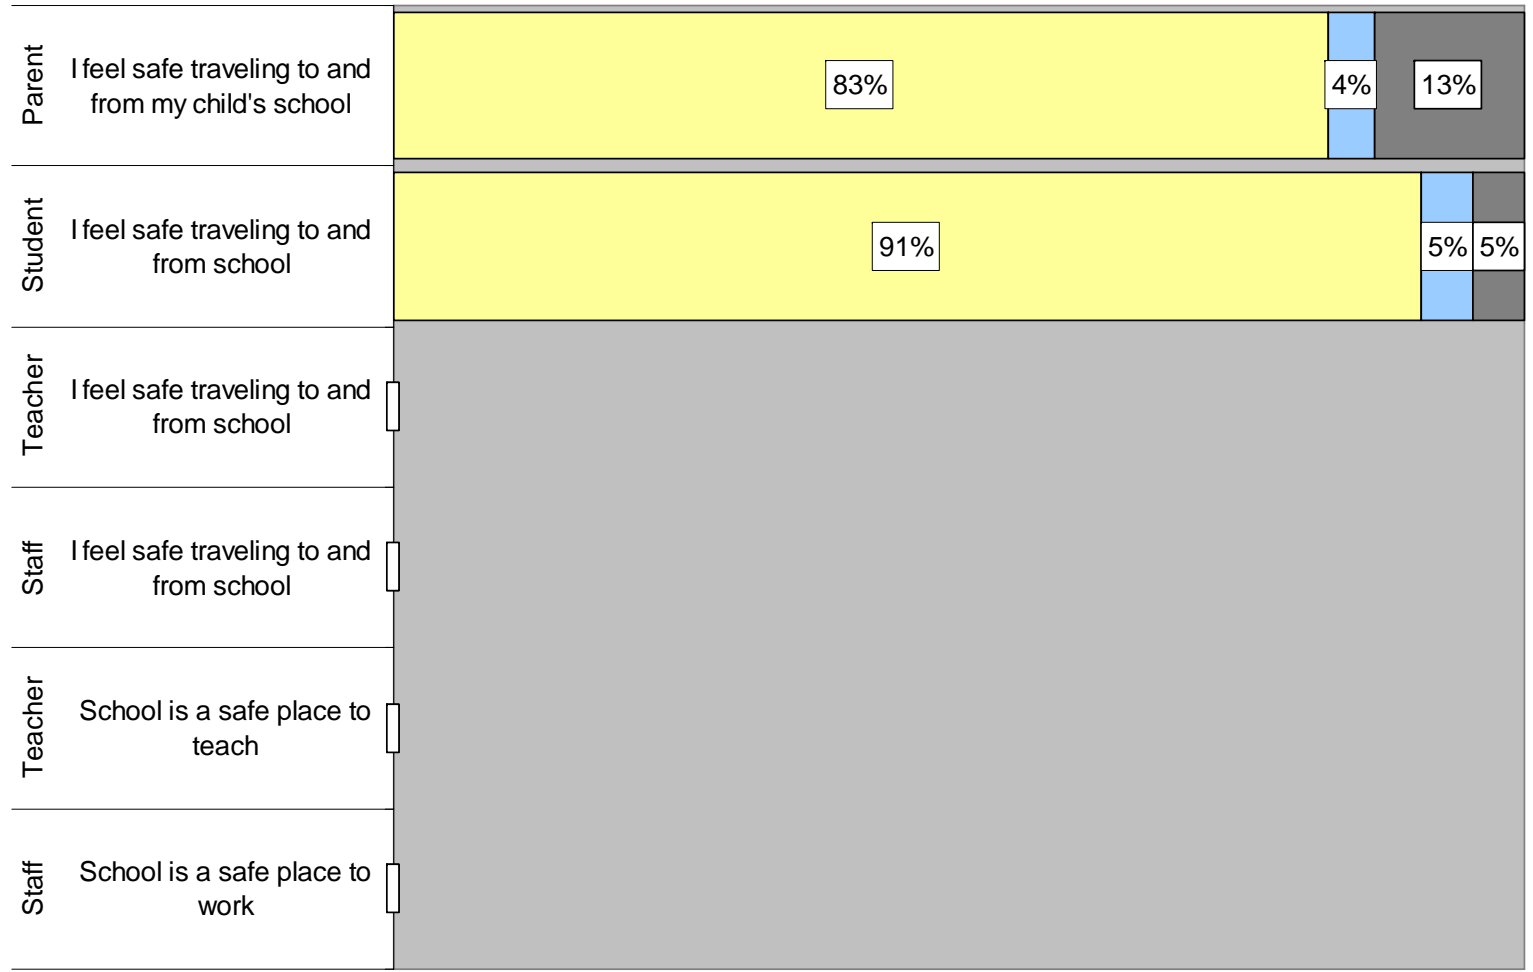 Parent
I feel safe traveling to and
from my child's school
83%
4%
13%
Student
I feel safe traveling to and
from school
91%
5%
5%
Teacher
I feel safe traveling to and
from school
Staff
I feel safe traveling to and
from school
Teacher
School is a safe place to
teach
Staff
School is a safe place to
work